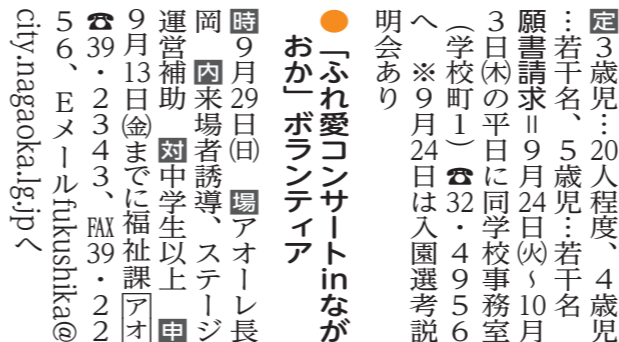 定３歳児…20人程度、４歳児
…若干名、５歳児…若干名
願書請求＝９月24日㈫～10月
３日㈭の平日に同学校事務室
（学校町１）☎32・４９５６
へ　※９月24日は入園選考説
明会あり
●「ふれ愛コンサートinなが
おか」ボランティア
時９月29日㈰　場アオーレ長
岡　内来場者誘導、ステージ
運営補助　対中学生以上　申
９月13日㈮までに福祉課アオ
☎39・２３４３、FAX39・２２
５６、Ｅメールfukushika@
city.nagaoka.lg.jpへ